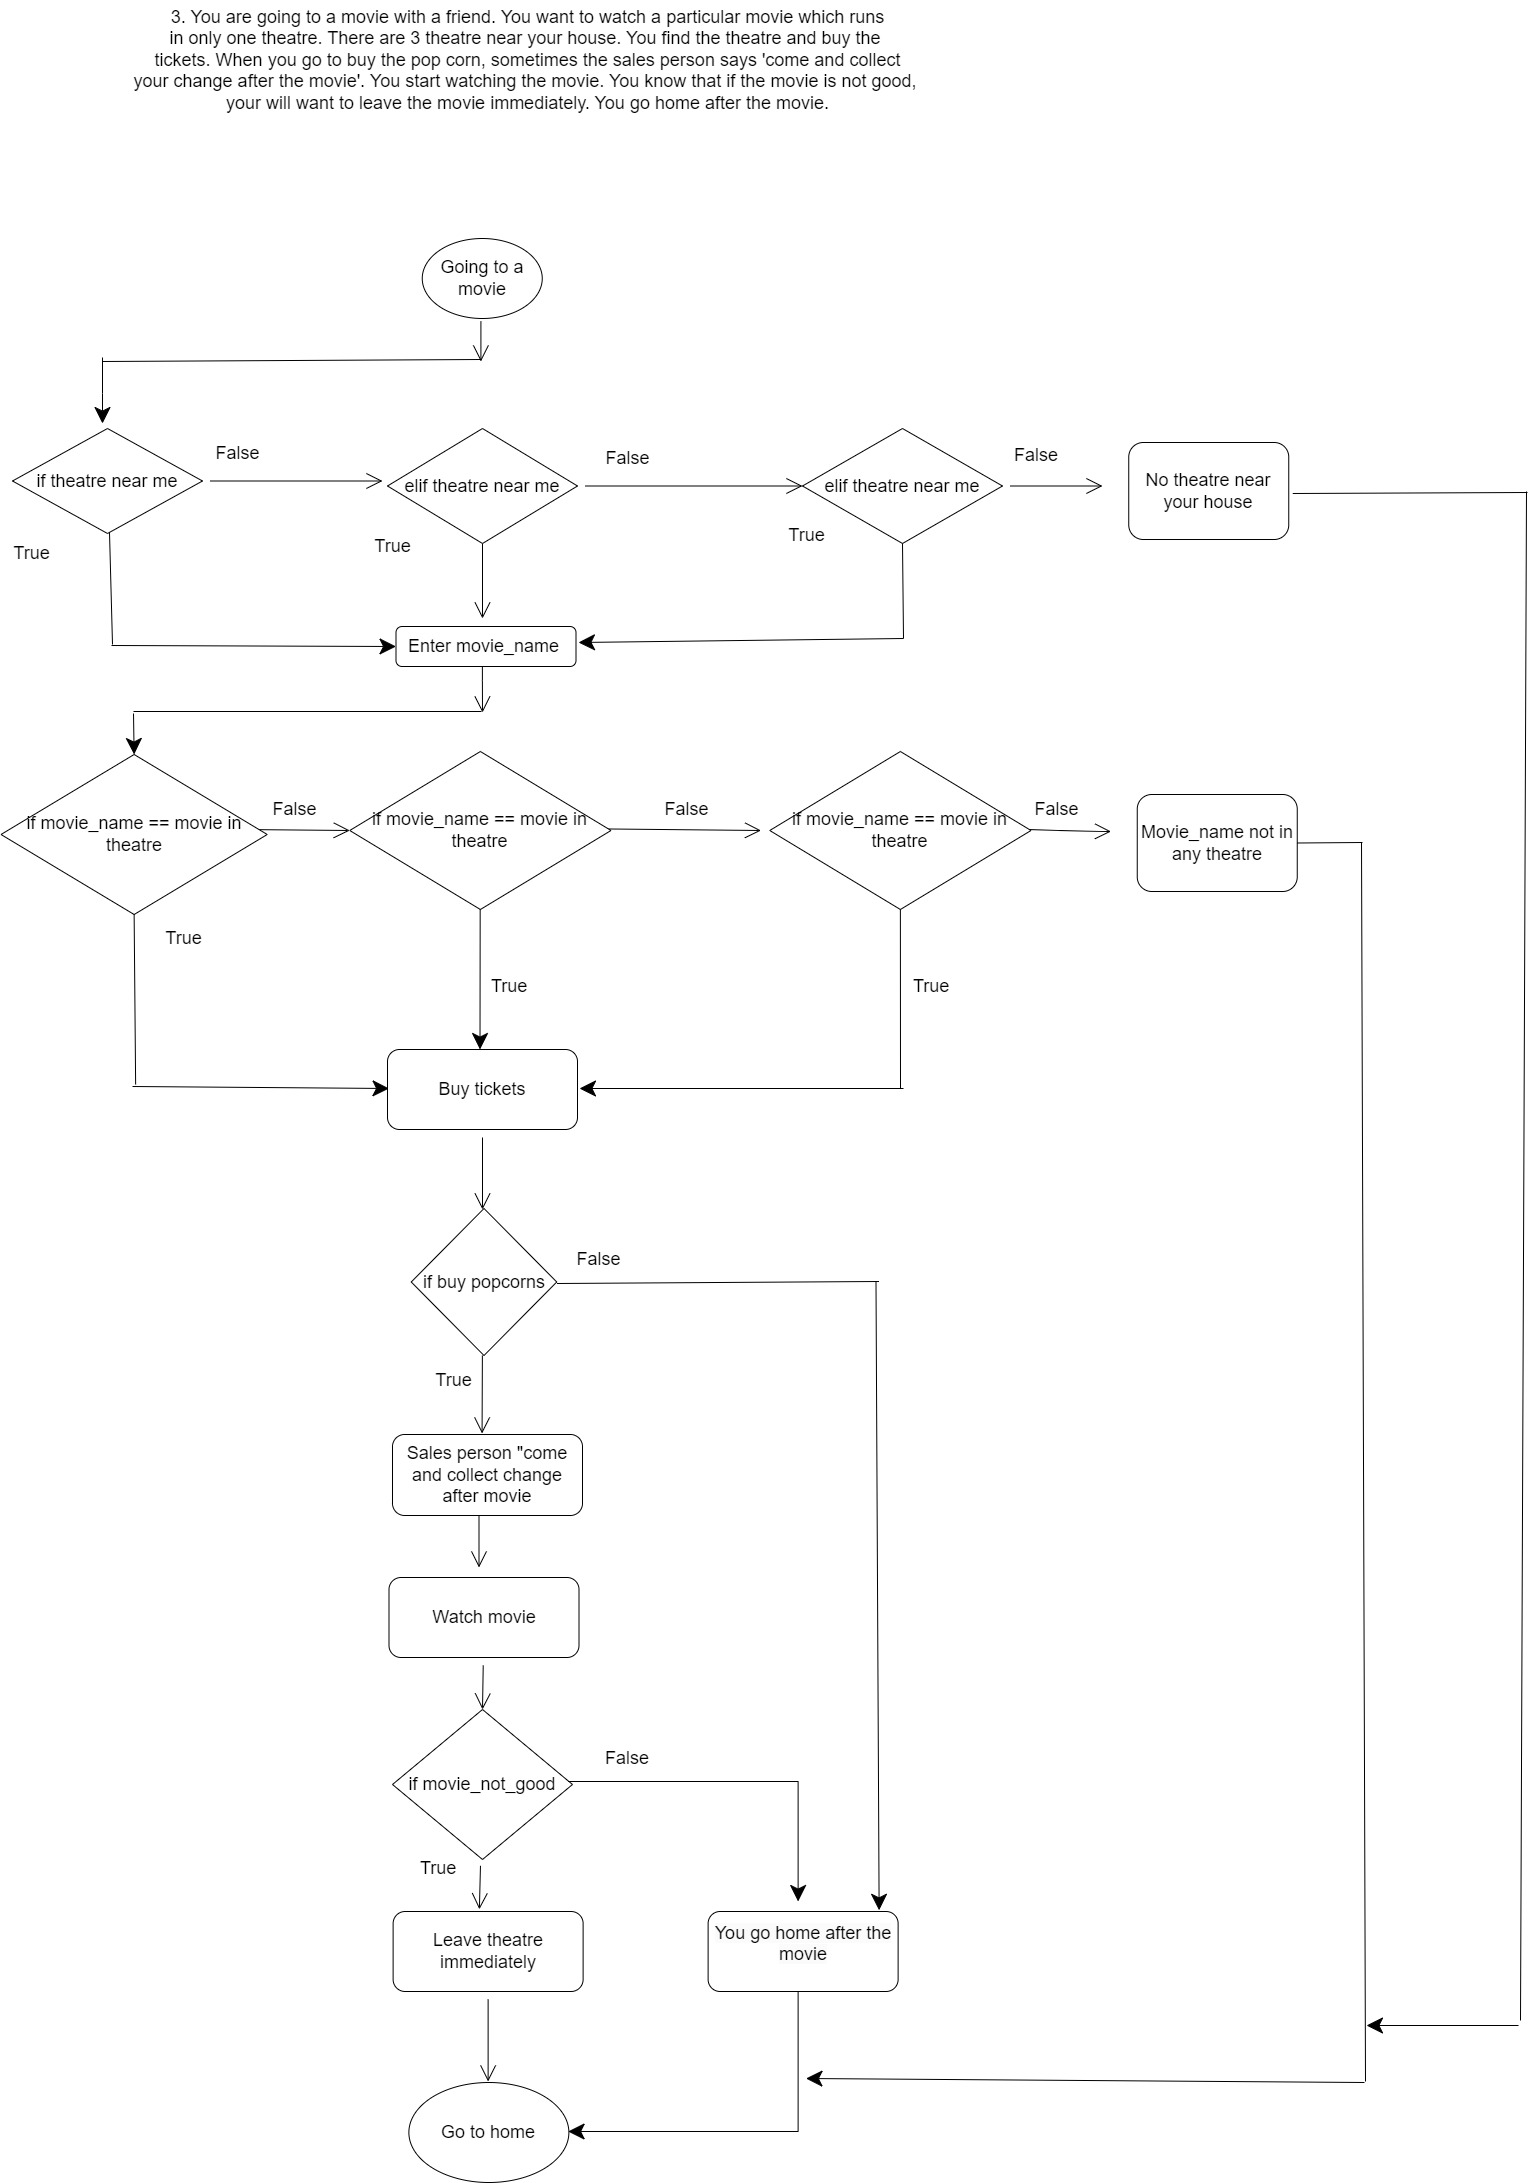 3. You are going to a movie with a friend. You want to watch a particular movie which runs
in only one theatre. There are 3 theatre near your house. You find the theatre and buy the
tickets. When you go to buy the pop corn, sometimes the sales person says 'come and collect
your change after the movie'. You start watching the movie. You know that if the movie is not good,
your will want to leave the movie immediately. You go home after the movie.
Going to a
movie
if theatre near me
False
elif theatre near me
False
elif theatre near me
False
No theatre near
your house
True
True
True
Enter movie_name
if movie_name == movie in
theatre
False
if movie_name == movie in
theatre
False
if movie_name == movie in
theatre
False
Movie_name not in
any theatre
True
True
True
Buy tickets
if buy popcorns
False
True
Sales person "come
and collect change
after movie
Watch movie
if movie_not_good
False
True
Leave theatre
immediately
You go home after the
movie
Go to home